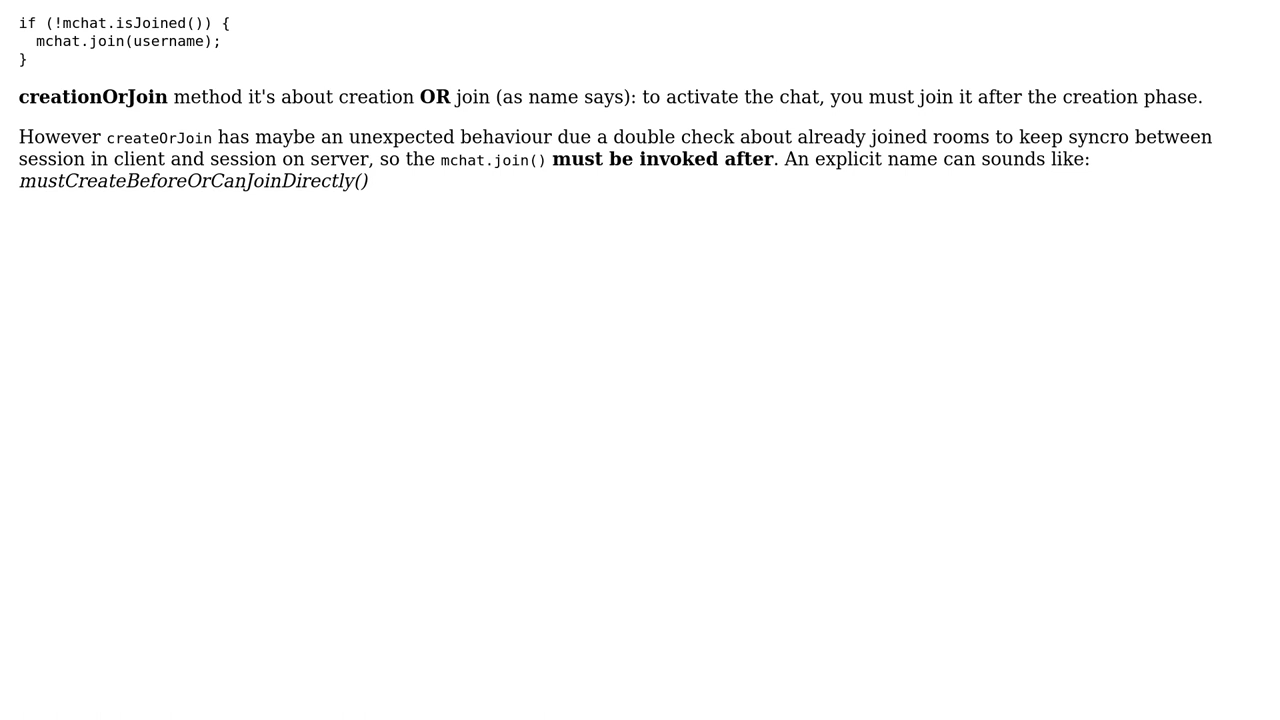 if (!mchat.isJoined()) {
  mchat.join(username);
}
creationOrJoin method it's about creation OR join (as name says): to activate the chat, you must join it after the creation phase.
However createOrJoin has maybe an unexpected behaviour due a double check about already joined rooms to keep syncro between
session in client and session on server, so the mchat.join() must be invoked after. An explicit name can sounds like:
mustCreateBeforeOrCanJoinDirectly()